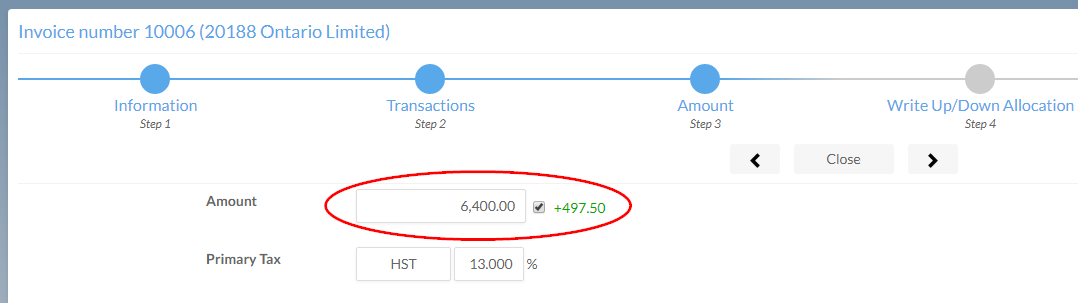 Invoice number 10006 (20188 Ontario Limited)
Information Transactions Amount Write Up/Down Allocation
Step 1 Step 2 Step 3 Step 4
Close
Amount 6,400.00 +497.50
Primary Tax HST 13.000 %